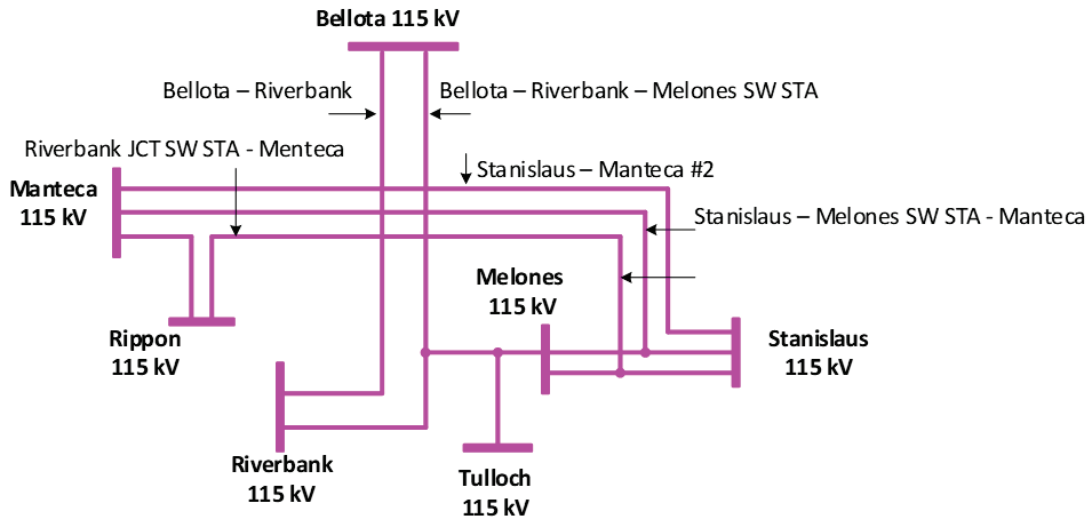 Bellota 115 kV
Bellota – Riverbank
Bellota – Riverbank – Melones SW STA
Riverbank JCT SW STA - Menteca
Stanislaus – Manteca #2
Manteca
115 kV
Stanislaus – Melones SW STA - Manteca
Melones
115 kV
Rippon
115 kV
Stanislaus
115 kV
Riverbank
115 kV
Tulloch
115 kV